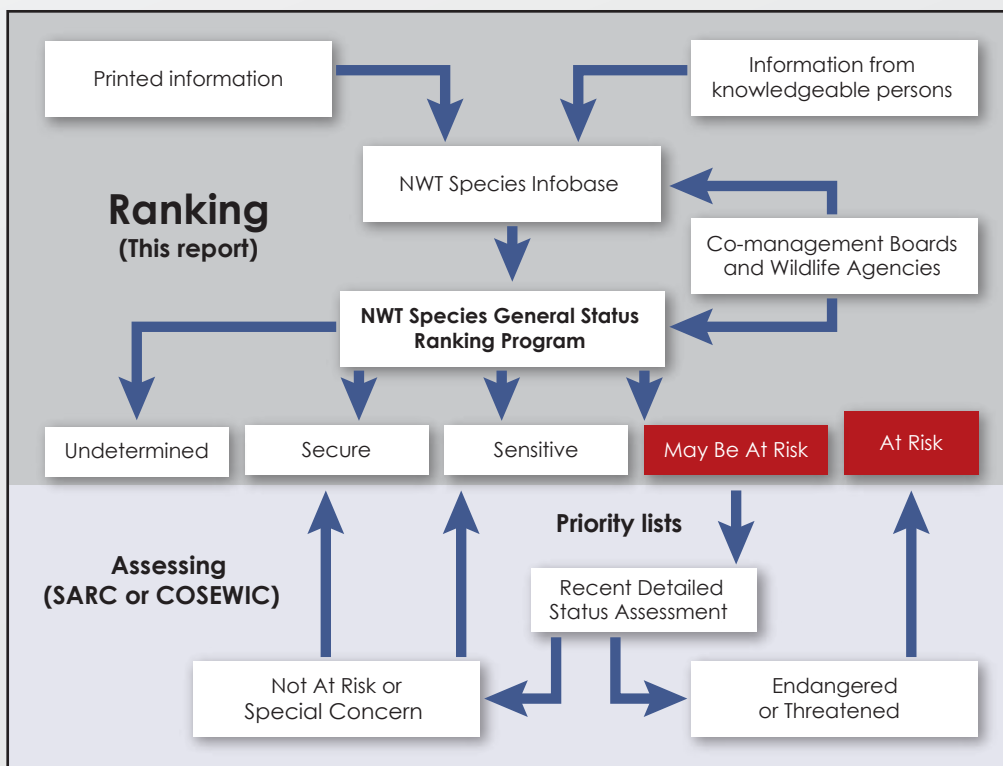 Printed information
Information from
knowledgeable persons
NWT Species Infobase
Ranking
(This report)
Co-management Boards
and Wildlife Agencies
NWT Species General Status
Ranking Program
Undetermined
Secure
Sensitive
May Be At Risk
At Risk
Priority lists
Assessing
(SARC or COSEWIC)
Recent Detailed
Status Assessment
Not At Risk or
Special Concern
Endangered
or Threatened